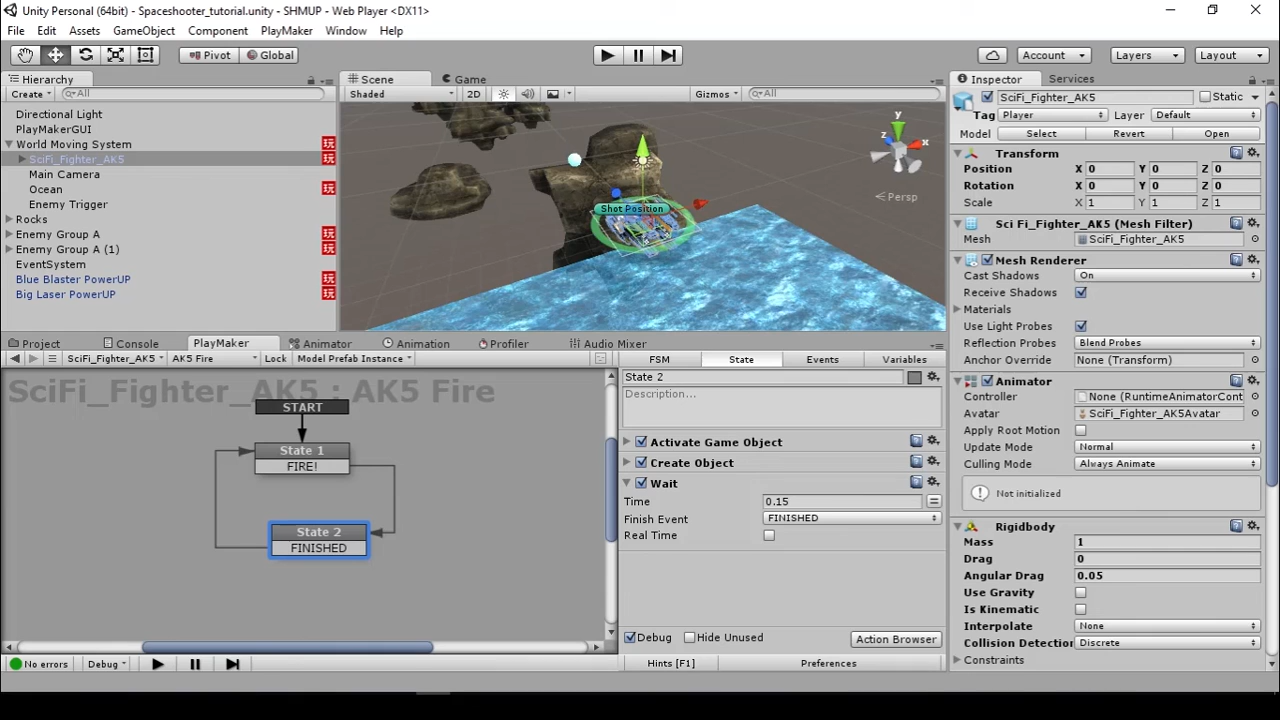 Unity Personal (64bit) - Spaceshooter_tutorial.unity - SHMUP - Web Player <DX11>
File Edit Assets GameObject Component PlayMaker Window Help
Pivot Global Account Layers Layout
Hierarchy
Create All
Directional Light
PlayMakerGUI
World Moving System
SciFi_Fighter_AK5
Main Camera
Ocean
Enemy Trigger
Rocks
Enemy Group A
Enemy Group A (1)
EventSystem
Blue Blaster PowerUP
Big Laser PowerUP
玩
玩
玩
玩
玩
玩
玩
玩
Scene Game
Shaded 2D Gizmos All
y
z x
Persp
Shot Position
Inspector Services
SciFi_Fighter_AK5 Static
Tag Player Layer Default
Model Select Revert Open
Transform
Position X 0 Y 0 Z 0
Rotation X 0 Y 0 Z 0
Scale X 1 Y 1 Z 1
Sci Fi_Fighter_AK5 (Mesh Filter)
Mesh SciFi_Fighter_AK5
Mesh Renderer
Cast Shadows On
Receive Shadows
Materials
Use Light Probes
Reflection Probes Blend Probes
Anchor Override None (Transform)
Animator
Controller None (RuntimeAnimatorCont
Avatar SciFi_Fighter_AK5Avatar
Apply Root Motion
Update Mode Normal
Culling Mode Always Animate
Not initialized
Rigidbody
Mass 1
Drag 0
Angular Drag 0.05
Use Gravity
Is Kinematic
Interpolate None
Collision Detection Discrete
Constraints
Project Console PlayMaker Animator Animation Profiler Audio Mixer
SciFi_Fighter_AK5 AK5 Fire Lock Model Prefab Instance
SciFi_Fighter_AK5 : AK5 Fire
START
State 1
FIRE!
State 2
FINISHED
FSM State Events Variables
State 2
Description...
Activate Game Object
Create Object
Wait
Time 0.15
Finish Event FINISHED
Real Time
Debug Hide Unused Action Browser
Hints [F1] Preferences
No errors Debug